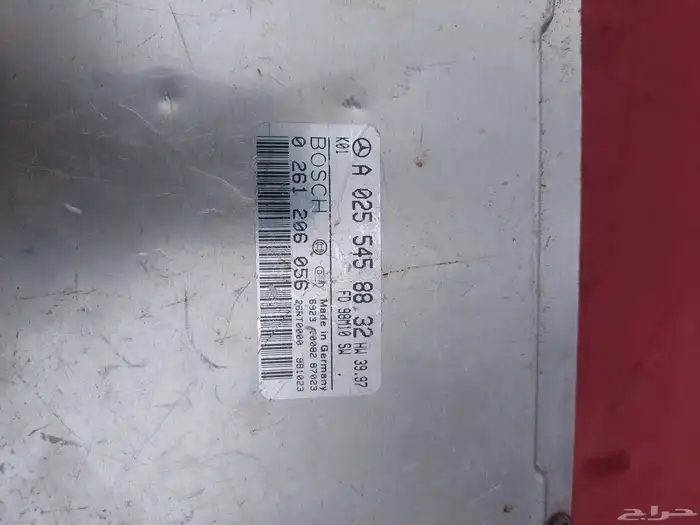 A 025 545 88 32 HW 39.97
K01 FD 98M10 SW .
BOSCH Made in Germany
0 261 206 056
26RT0000 981023
حراج